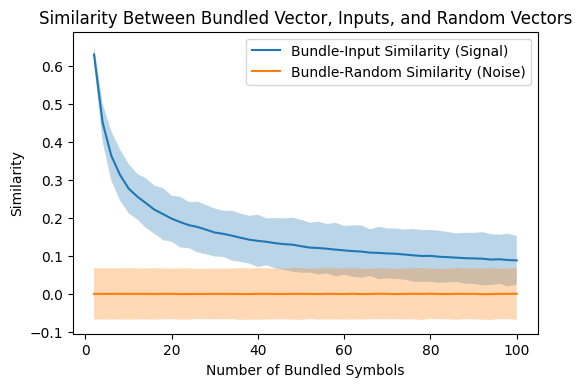 Similarity Between Bundled Vector, Inputs, and Random Vectors
Bundle-Input Similarity (Signal)
Bundle-Random Similarity (Noise)
Similarity
0.6
0.5
0.4
0.3
0.2
0.1
0.0
−0.1
0 20 40 60 80 100
Number of Bundled Symbols